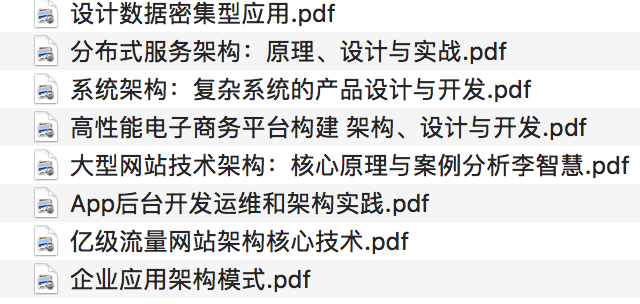 设计数据密集型应用.pdf
分布式服务架构：原理、设计与实战.pdf
系统架构：复杂系统的产品设计与开发.pdf
高性能电子商务平台构建 架构、设计与开发.pdf
大型网站技术架构：核心原理与案例分析李智慧.pdf
App后台开发运维和架构实践.pdf
亿级流量网站架构核心技术.pdf
企业应用架构模式.pdf